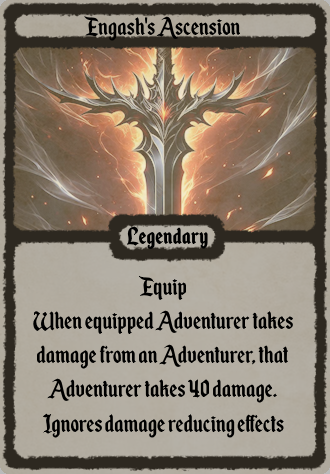 Engash's Ascension
Legendary
Equip
When equipped Adventurer takes
damage from an Adventurer, that
Adventurer takes 40 damage.
Ignores damage reducing effects